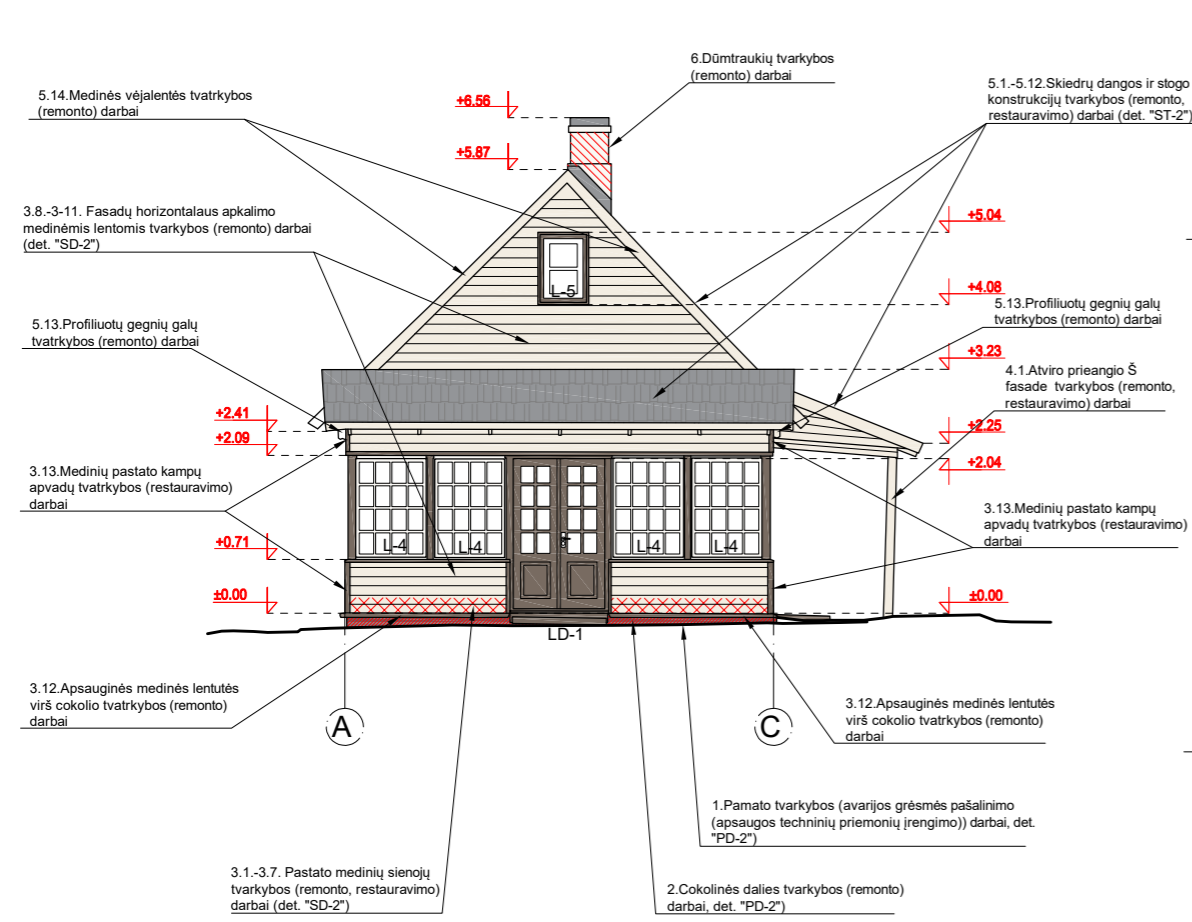 6.Dūmtraukių tvarkybos
(remonto) darbai
5.14.Medinės vėjalentės tvatrkybos
(remonto) darbai
5.1.-5.12.Skiedrų dangos ir stogo
konstrukcijų tvarkybos (remonto,
restauravimo) darbai (det. "ST-2")
+6.56
+5.87
3.8.-3-11. Fasadų horizontalaus apkalimo
medinėmis lentomis tvarkybos (remonto) darbai
(det. "SD-2")
+5.04
L-5
+4.08
5.13.Profiliuotų gegnių galų
tvatrkybos (remonto) darbai
5.13.Profiliuotų gegnių galų
tvatrkybos (remonto) darbai
+3.23
4.1.Atviro prieangio Š
fasade tvarkybos (remonto,
restauravimo) darbai
+2.41
+2.09
+2.25
+2.04
3.13.Medinių pastato kampų
apvadų tvatrkybos (restauravimo)
darbai
3.13.Medinių pastato kampų
apvadų tvatrkybos (restauravimo)
darbai
+0.71
L-4 L-4 L-4 L-4
±0.00
±0.00
LD-1
3.12.Apsauginės medinės lentutės
virš cokolio tvatrkybos (remonto)
darbai
A
C
3.12.Apsauginės medinės lentutės
virš cokolio tvatrkybos (remonto)
darbai
1.Pamato tvarkybos (avarijos grėsmės pašalinimo
(apsaugos techninių priemonių įrengimo)) darbai, det.
"PD-2")
3.1.-3.7. Pastato medinių sienojų
tvarkybos (remonto, restauravimo)
darbai (det. "SD-2")
2.Cokolinės dalies tvarkybos (remonto)
darbai, det. "PD-2")